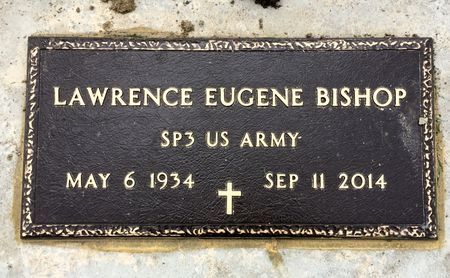 LAWRENCE EUGENE BISHOP
SP3 US ARMY
MAY 6 1934 SEP 11 2014